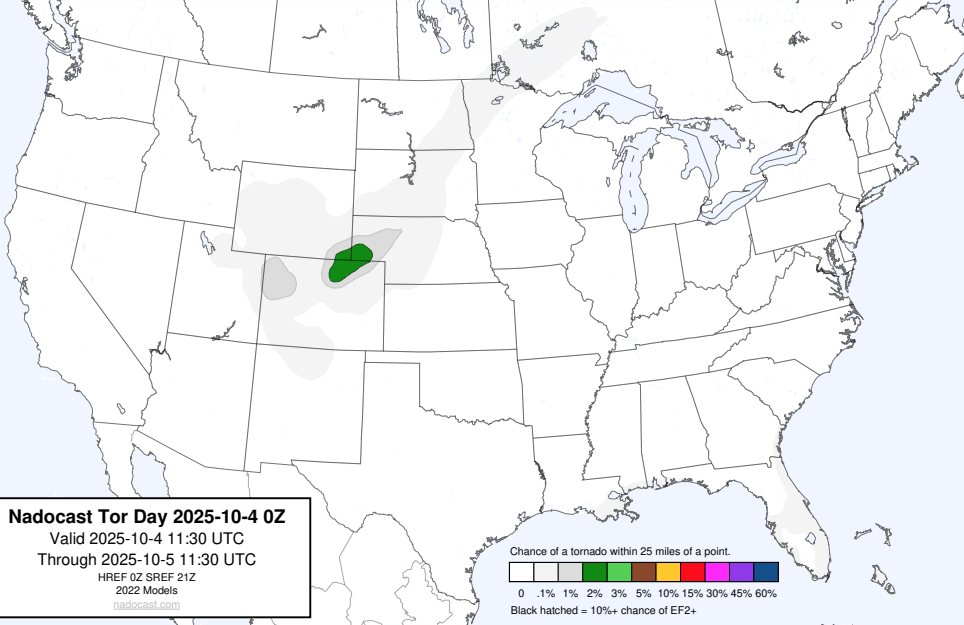 Nadocast Tor Day 2025-10-4 0Z
Valid 2025-10-4 11:30 UTC
Through 2025-10-5 11:30 UTC
HREF 0Z SREF 21Z
2022 Models
nadocast.com
Chance of a tornado within 25 miles of a point.
0 .1% 1% 2% 3% 5% 10% 15% 30% 45% 60%
Black hatched = 10%+ chance of EF2+